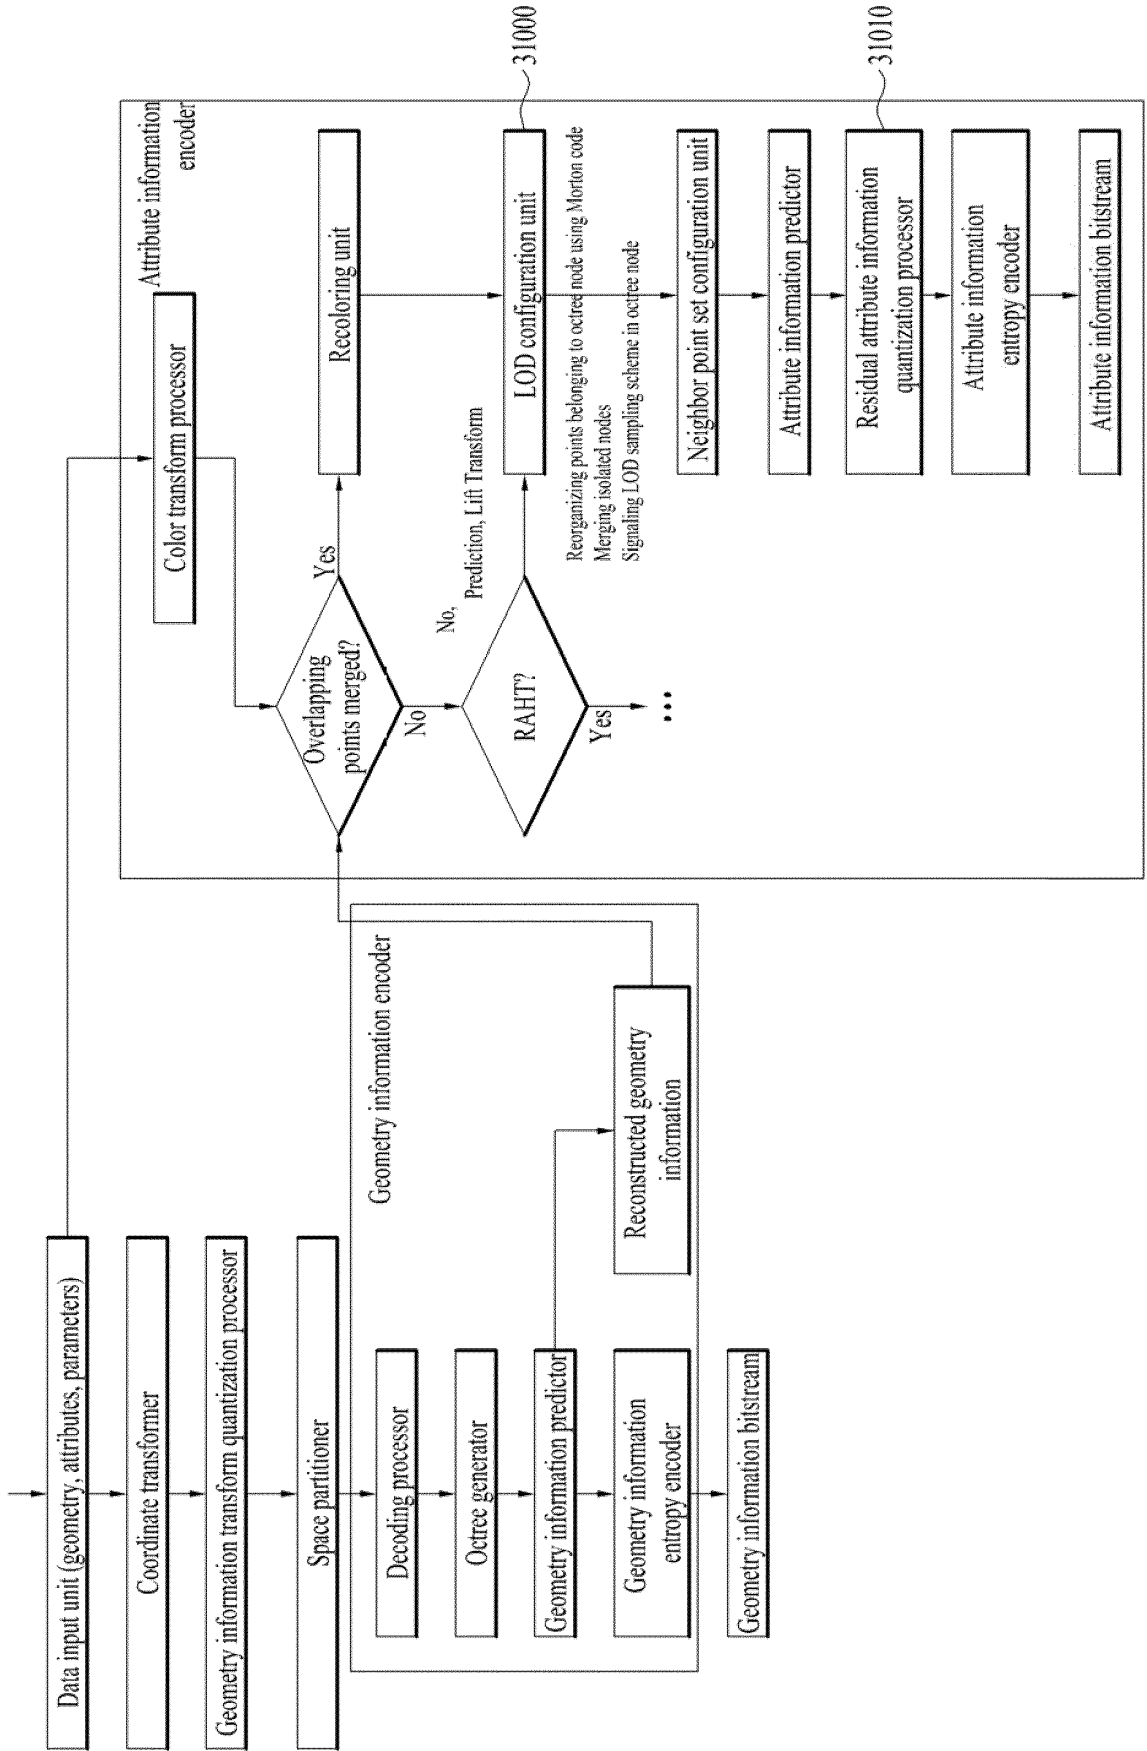 Data input unit (geometry, attributes, parameters)
Coordinate transformer
Geometry information transform quantization processor
Space partitioner
Geometry information encoder
Decoding processor
Octree generator
Geometry information predictor
Geometry information
entropy encoder
Geometry information bitstream
Reconstructed geometry
information
Attribute information
encoder
Color transform processor
Overlapping
points merged?
Yes
No
Recoloring unit
RAHT?
Yes
No,
Prediction, Lift Transform
...
LOD configuration unit
31000
Reorganizing points belonging to octree node using Morton code
Merging isolated nodes
Signaling LOD sampling scheme in octree node
Neighbor point set configuration unit
Attribute information predictor
Residual attribute information
quantization processor
31010
Attribute information
entropy encoder
Attribute information bitstream